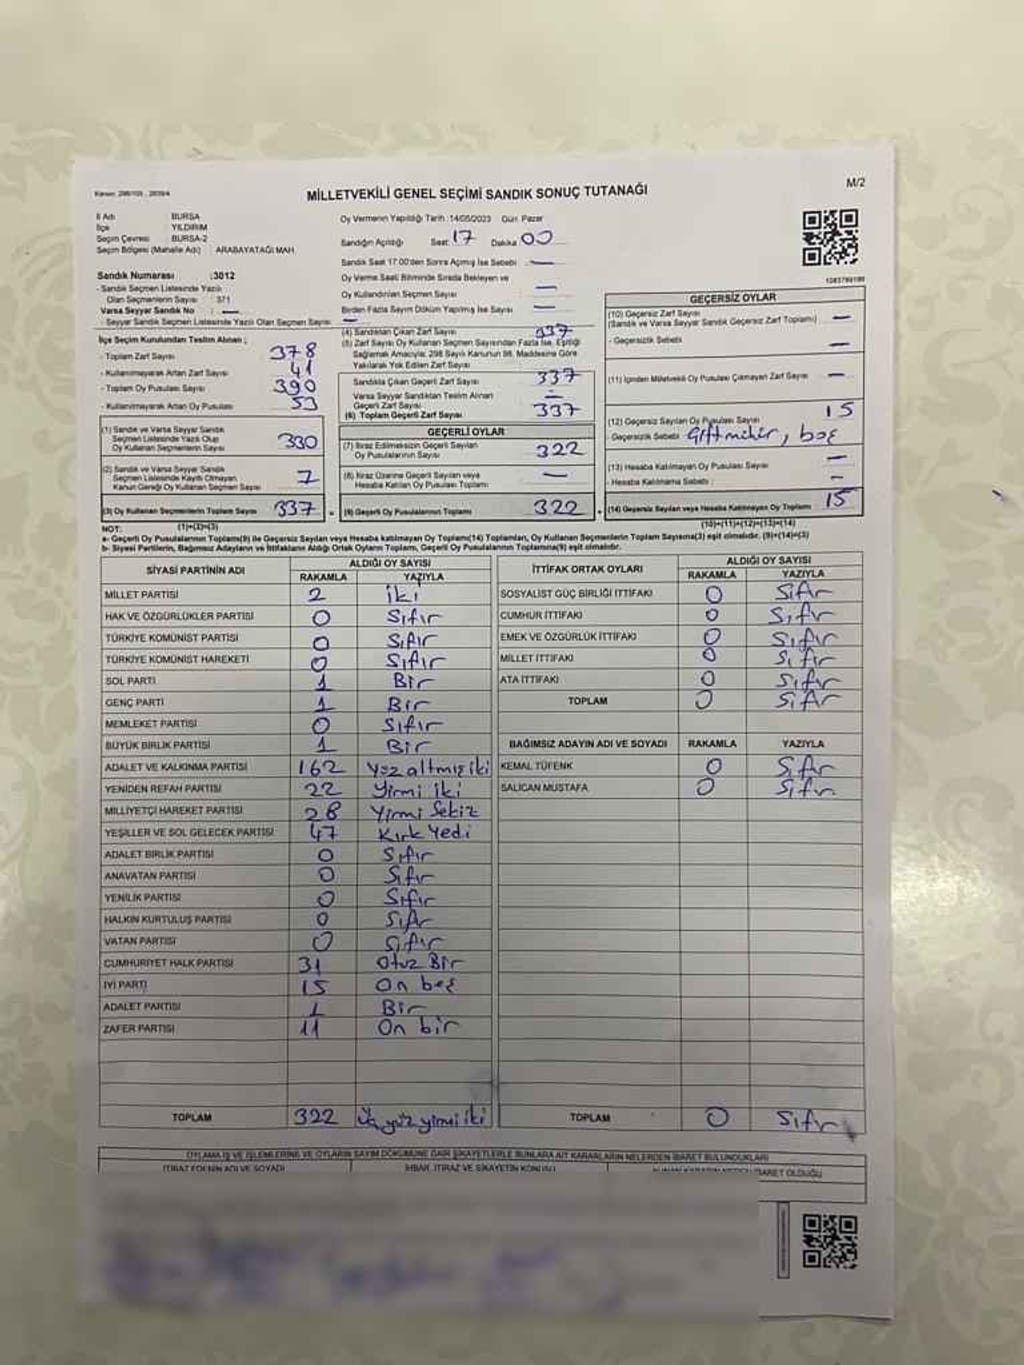 Kanun: 298/105 , 2839/4
MİLLETVEKİLİ GENEL SEÇİMİ SANDIK SONUÇ TUTANAĞI
M/2
İl Adı BURSA
İlçe YILDIRIM
Seçim Çevresi BURSA-2
Seçim Bölgesi (Mahalle Adı) ARABAYATAĞI MAH.
Sandık Numarası :3012
- Sandık Seçmen Listesinde Yazılı
Olan Seçmenlerin Sayısı : 371
Varsa Seyyar Sandık No : —
- Seyyar Sandık Seçmen Listesinde Yazılı Olan Seçmen Sayısı : —
İlçe Seçim Kurulundan Teslim Alınan ;
- Toplam Zarf Sayısı 378
- Kullanılmayarak Artan Zarf Sayısı 41
- Toplam Oy Pusulası Sayısı 390
- Kullanılmayarak Artan Oy Pusulası 53
(1) Sandık ve Varsa Seyyar Sandık
Seçmen Listesinde Yazılı Olup
Oy Kullanan Seçmenlerin Sayısı 330
(2) Sandık ve Varsa Seyyar Sandık
Seçmen Listesinde Kayıtlı Olmayan,
Kanun Gereği Oy Kullanan Seçmen Sayısı 7
(3) Oy Kullanan Seçmenlerin Toplam Sayısı 337
(1)+(2)=(3)
Oy Vermenin Yapıldığı Tarih :14/05/2023 Gün: Pazar
Sandığın Açıldığı Saat: 17 Dakika: 00
Sandık Saat 17:00'den Sonra Açılmış İse Sebebi : —
Oy Verme Saati Bitiminde Sırada Bekleyen ve
Oy Kullandırılan Seçmen Sayısı —
Birden Fazla Sayım Döküm Yapılmış İse Sayısı —
(4) Sandıktan Çıkan Zarf Sayısı 337
(5) Zarf Sayısı Oy Kullanan Seçmen Sayısından Fazla İse, Eşitliği
Sağlamak Amacıyla; 298 Sayılı Kanunun 98. Maddesine Göre
Yakılarak Yok Edilen Zarf Sayısı
Sandıkta Çıkan Geçerli Zarf Sayısı 337
Varsa Seyyar Sandıktan Teslim Alınan
Geçerli Zarf Sayısı —
(6) Toplam Geçerli Zarf Sayısı 337
GEÇERLİ OYLAR
(7) İtiraz Edilmeksizin Geçerli Sayılan
Oy Pusulasının Sayısı 322
(8) İtiraz Üzerine Geçerli Sayılan veya
Hesaba Katılan Oy Pusulası Toplamı —
(9) Geçerli Oy Pusulalarının Toplamı 322
GEÇERSİZ OYLAR
(10) Geçersiz Zarf Sayısı
(Sandık ve Varsa Seyyar Sandık Geçersiz Zarf Toplamı) —
- Geçersizlik Sebebi —
(11) İçinden Milletvekili Oy Pusulası Çıkmayan Zarf Sayısı —
(12) Geçersiz Sayılan Oy Pusulası Sayısı 15
- Geçersizlik Sebebi Çift mühür, boş
(13) Hesaba Katılmayan Oy Pusulası Sayısı —
- Hesaba Katılmama Sebebi : —
(14) Geçersiz Sayılan veya Hesaba Katılmayan Oy Toplamı 15
(10)+(11)+(12)+(13)=(14)
NOT:
a- Geçerli Oy Pusulasının Toplamı(9) ile Geçersiz Sayılan veya Hesaba katılmayan Oy Toplamı(14) Toplamları, Oy Kullanan Seçmenlerin Toplam Sayısına(3) eşit olmalıdır. (9)+(14)=(3)
b- Siyasi Partilerin, Bağımsız Adayların ve İttifakların Aldığı Ortak Oyların Toplamı, Geçerli Oy Pusulalarının Toplamına(9) eşit olmalıdır.
SİYASİ PARTİNİN ADI ALDIĞI OY SAYISI
RAKAMLA YAZIYLA
MİLLET PARTİSİ 2 iki
HAK VE ÖZGÜRLÜKLER PARTİSİ 0 Sıfır
TÜRKİYE KOMÜNİST PARTİSİ 0 Sıfır
TÜRKİYE KOMÜNİST HAREKETİ 0 Sıfır
SOL PARTİ 1 Bir
GENÇ PARTİ 1 Bir
MEMLEKET PARTİSİ 0 Sıfır
BÜYÜK BİRLİK PARTİSİ 1 Bir
ADALET VE KALKINMA PARTİSİ 162 Yüz altmış iki
YENİDEN REFAH PARTİSİ 22 Yirmi iki
MİLLİYETÇİ HAREKET PARTİSİ 28 Yirmi Sekiz
YEŞİLLER VE SOL GELECEK PARTİSİ 47 Kırk Yedi
ADALET BİRLİK PARTİSİ 0 Sıfır
ANAVATAN PARTİSİ 0 Sıfır
YENİLİK PARTİSİ 0 Sıfır
HALKIN KURTULUŞ PARTİSİ 0 Sıfır
VATAN PARTİSİ 0 Sıfır
CUMHURİYET HALK PARTİSİ 31 Otuz Bir
İYİ PARTİ 15 On beş
ADALET PARTİSİ 1 Bir
ZAFER PARTİSİ 11 On bir
TOPLAM 322 Üç yüz yirmi iki
İTTİFAK ORTAK OYLARI ALDIĞI OY SAYISI
RAKAMLA YAZIYLA
SOSYALİST GÜÇ BİRLİĞİ İTTİFAKI 0 Sıfır
CUMHUR İTTİFAKI 0 Sıfır
EMEK VE ÖZGÜRLÜK İTTİFAKI 0 Sıfır
MİLLET İTTİFAKI 0 Sıfır
ATA İTTİFAKI 0 Sıfır
TOPLAM 0 Sıfır
BAĞIMSIZ ADAYIN ADI VE SOYADI RAKAMLA YAZIYLA
KEMAL TÜFENK 0 Sıfır
SALİCAN MUSTAFA 0 Sıfır
TOPLAM 0 Sıfır
OYLAMA İŞ VE İŞLEMLERİNE VE OYLARIN SAYIM DÖKÜMÜNE DAİR ŞİKAYETLERLE BUNLARA AİT KARARLARIN NELERDEN İBARET BULUNDUKLARI
İTİRAZ EDENİN ADI VE SOYADI İHBAR, İTİRAZ VE ŞİKAYETİN KONUSU ALINAN KARARIN NEDEN İBARET OLDUĞU